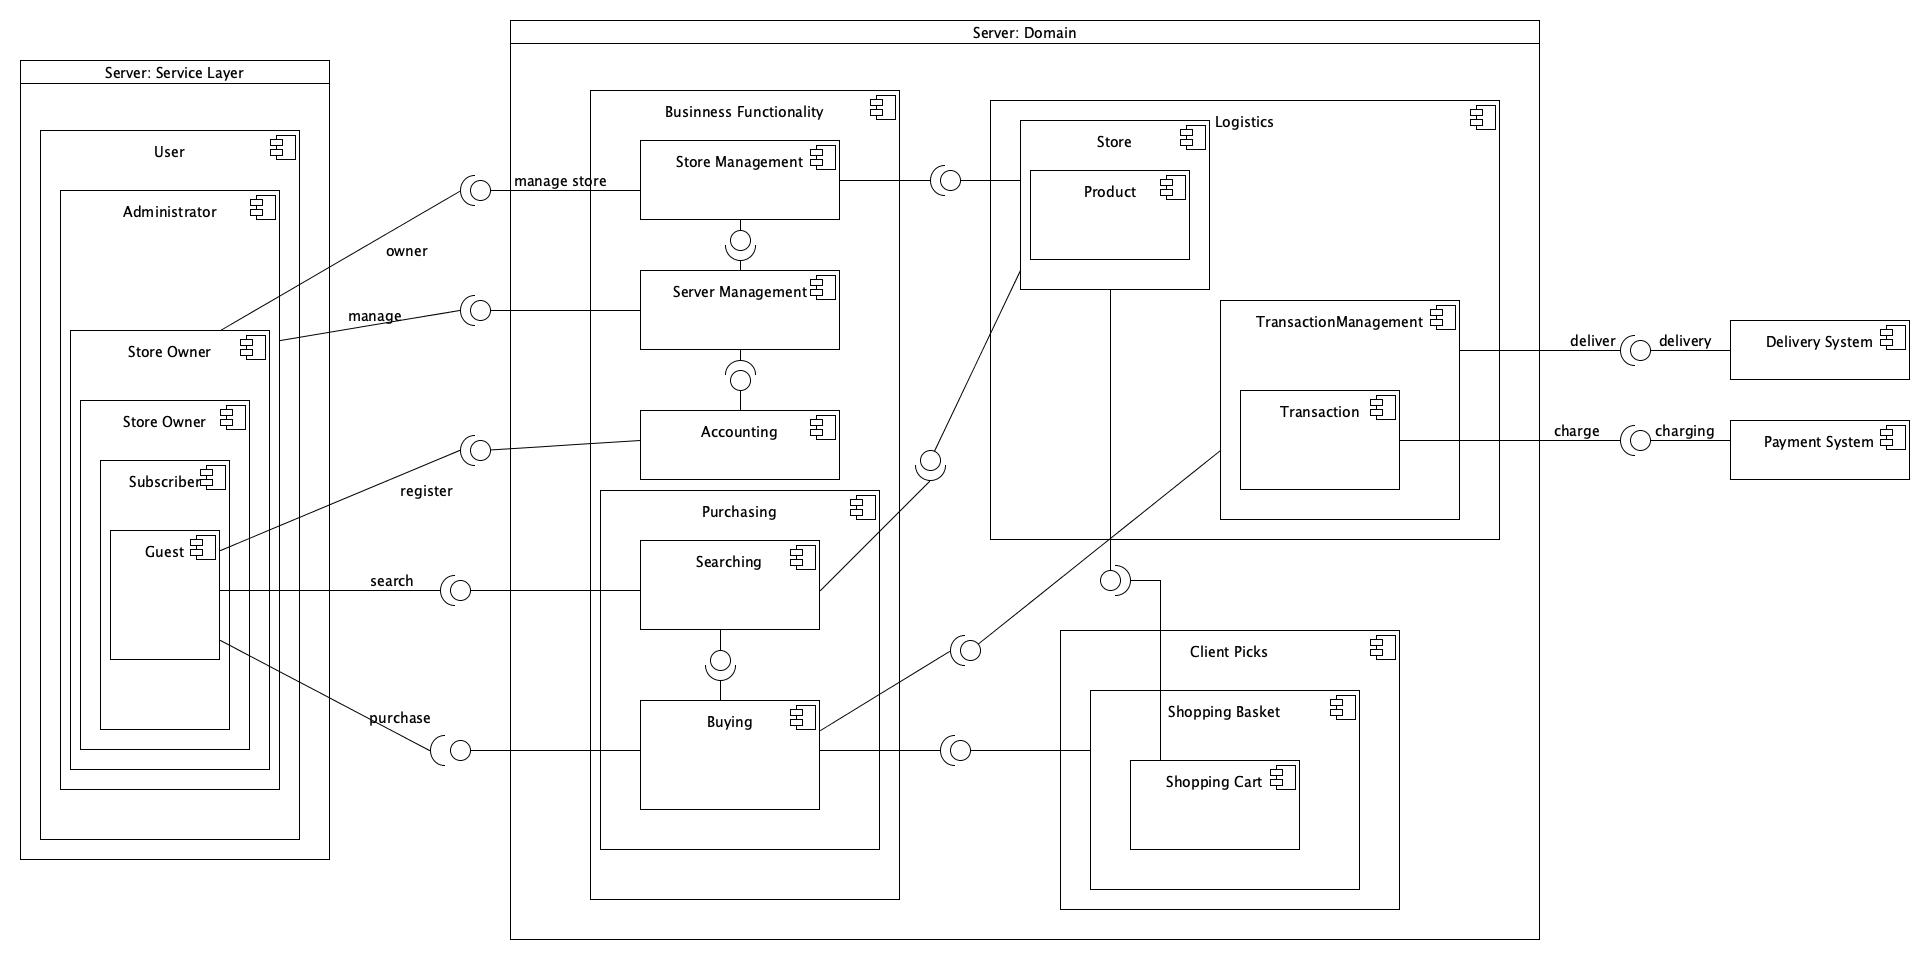 Server: Domain
Server: Service Layer
User
Administrator
Store Owner
Store Owner
Subscriber
Guest
owner
manage
register
search
purchase
manage store
Businness Functionality
Store Management
Server Management
Accounting
Purchasing
Searching
Buying
Logistics
Store
Product
TransactionManagement
Transaction
Client Picks
Shopping Basket
Shopping Cart
deliver
delivery
Delivery System
charge
charging
Payment System